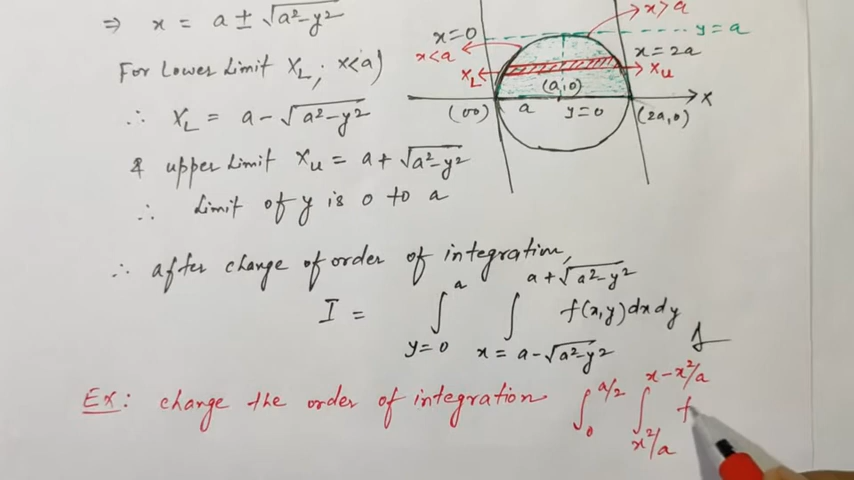 ⇒ x = a ± √a²-y²
For Lower Limit X_L ; x<a)
∴ X_L = a - √a²-y²
& upper Limit X_u = a + √a²-y²
∴ Limit of y is 0 to a
x>a
x=0
y=a
x<a
x=2a
X_L
X_u
(a,0)
X
(00)
a
y=0
(2a,0)
∴ after change of order of integration,
I = ∫_{y=0}^{a} ∫_{x=a-√a²-y²}^{a+√a²-y²} f(x,y) dx dy
Ex: change the order of integration ∫_0^{a/2} ∫_{x²/a}^{x-x²/a} f